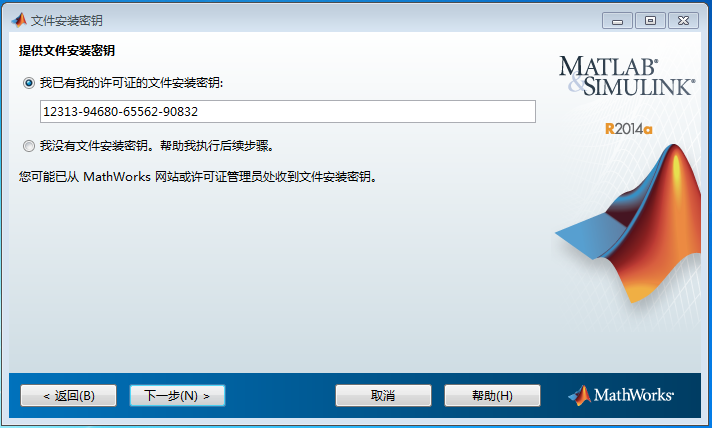 文件安装密钥
提供文件安装密钥
我已有我的许可证的文件安装密钥:
12313-94680-65562-90832
我没有文件安装密钥。帮助我执行后续步骤。
您可能已从 MathWorks 网站或许可证管理员处收到文件安装密钥。
MATLAB®
&SIMULINK®
R2014a
< 返回(B)
下一步(N) >
取消
帮助(H)
MathWorks®